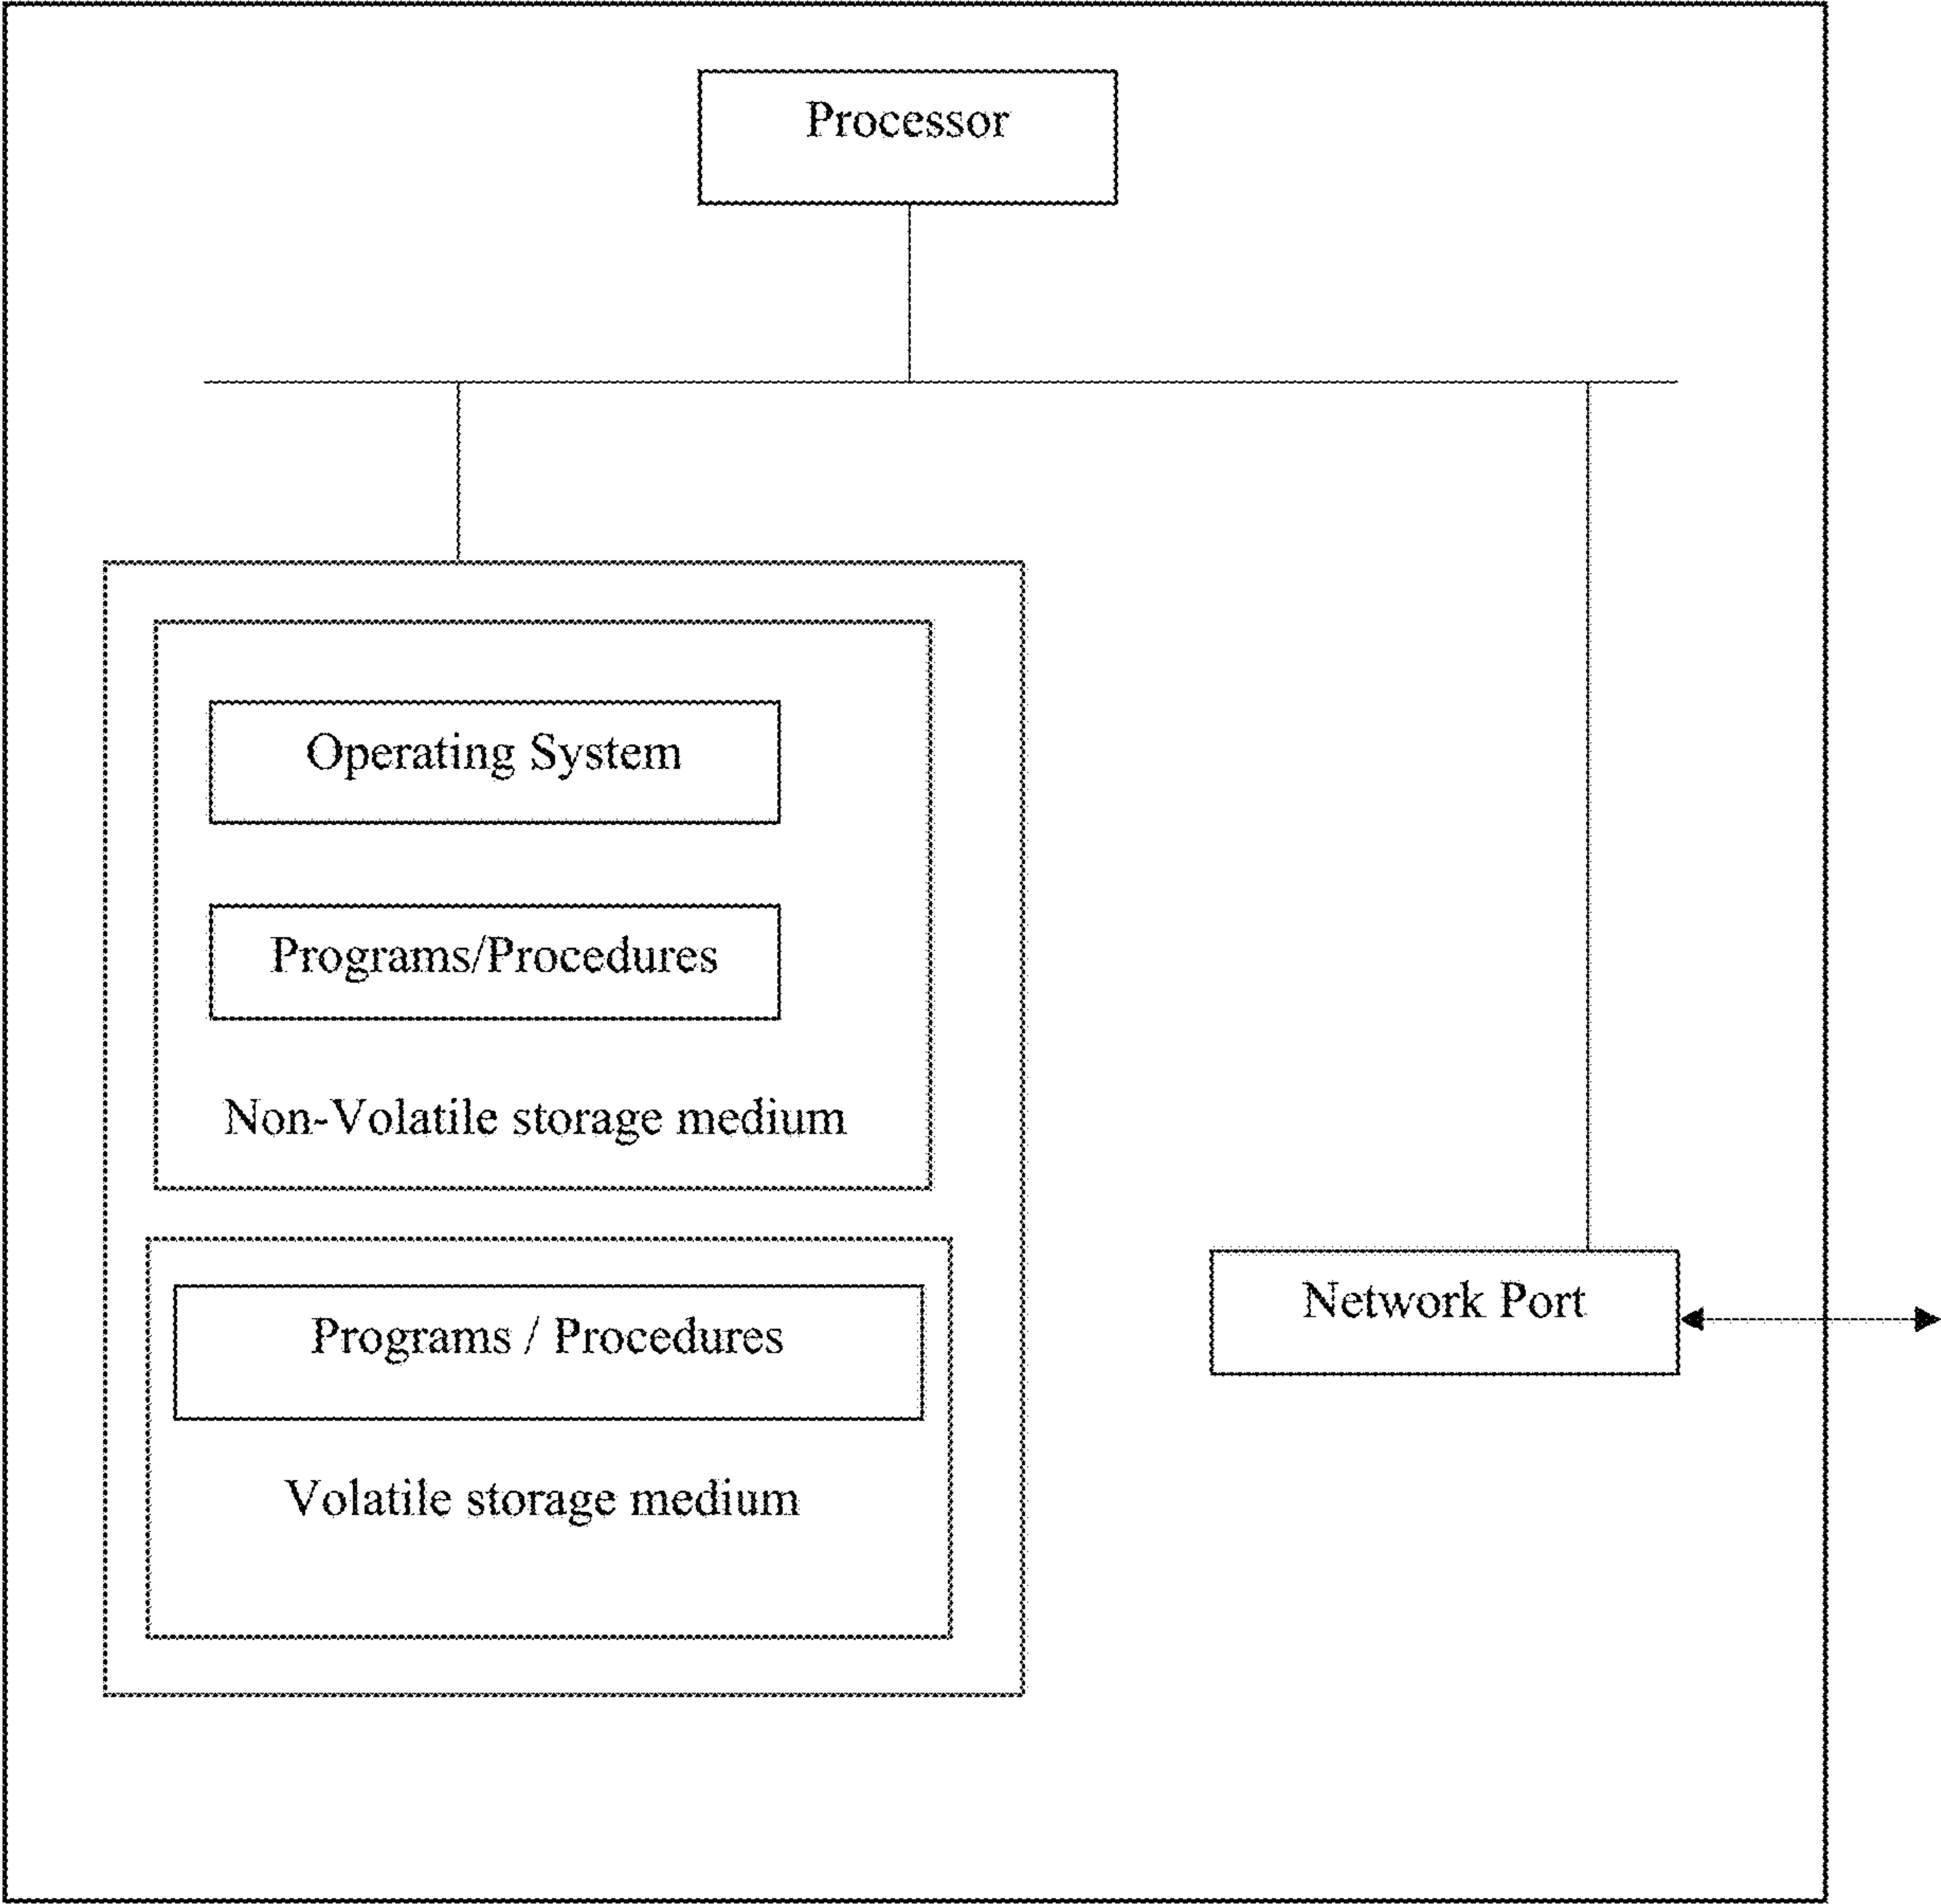 Processor
Operating System
Programs/Procedures
Non-Volatile storage medium
Programs / Procedures
Volatile storage medium
Network Port